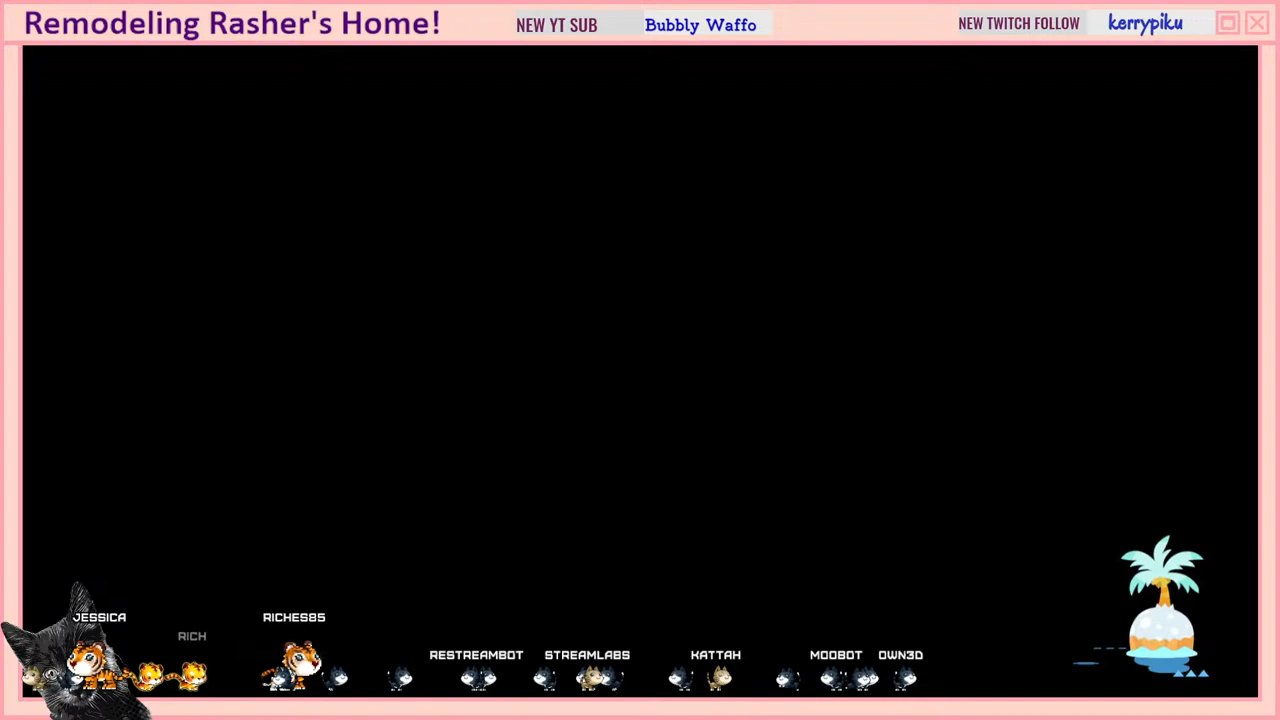 Remodeling Rasher's Home!
NEW YT SUB
Bubbly Waffo
NEW TWITCH FOLLOW
kerrypiku
JESSICA
RICH
RICHES85
RESTREAMBOT
STREAMLABS
KATTAH
MODBOT
OWN3D